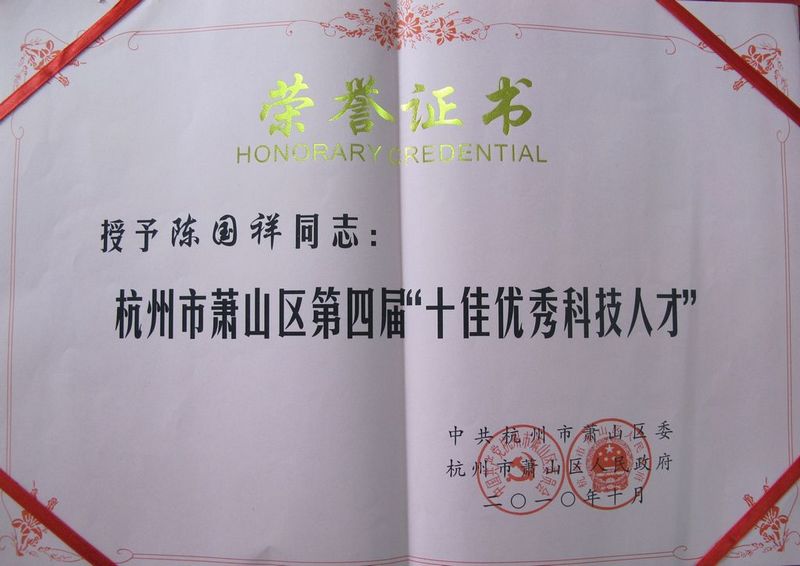 荣誉证书
HONORARY CREDENTIAL
授予陈国祥同志：
杭州市萧山区第四届“十佳优秀科技人才”
中共杭州市萧山区委
杭州市萧山区人民政府
二〇一〇年十月